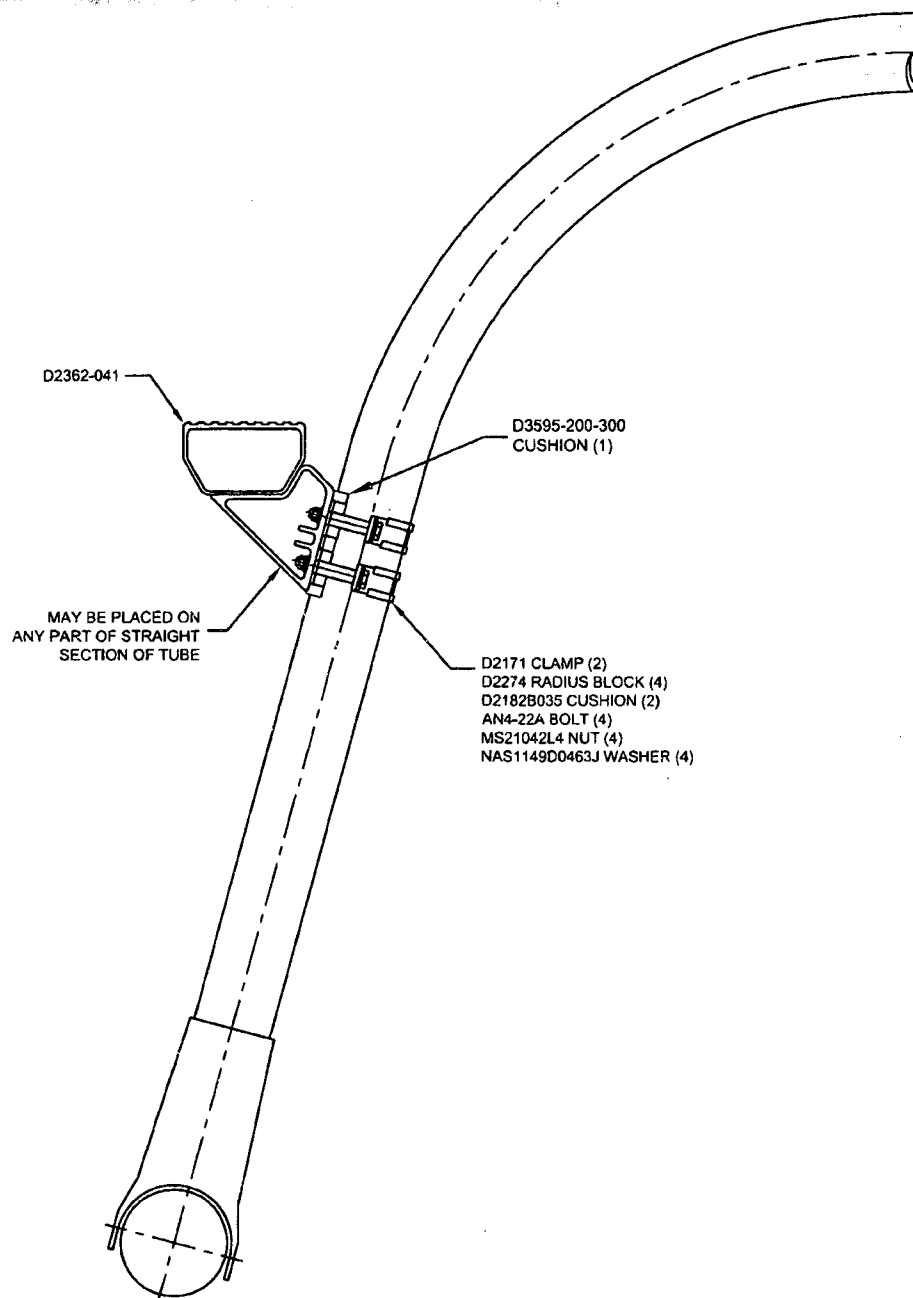 D2362-041
D3595-200-300
CUSHION (1)
MAY BE PLACED ON
ANY PART OF STRAIGHT
SECTION OF TUBE
D2171 CLAMP (2)
D2274 RADIUS BLOCK (4)
D2182B035 CUSHION (2)
AN4-22A BOLT (4)
MS21042L4 NUT (4)
NAS1149D0463J WASHER (4)